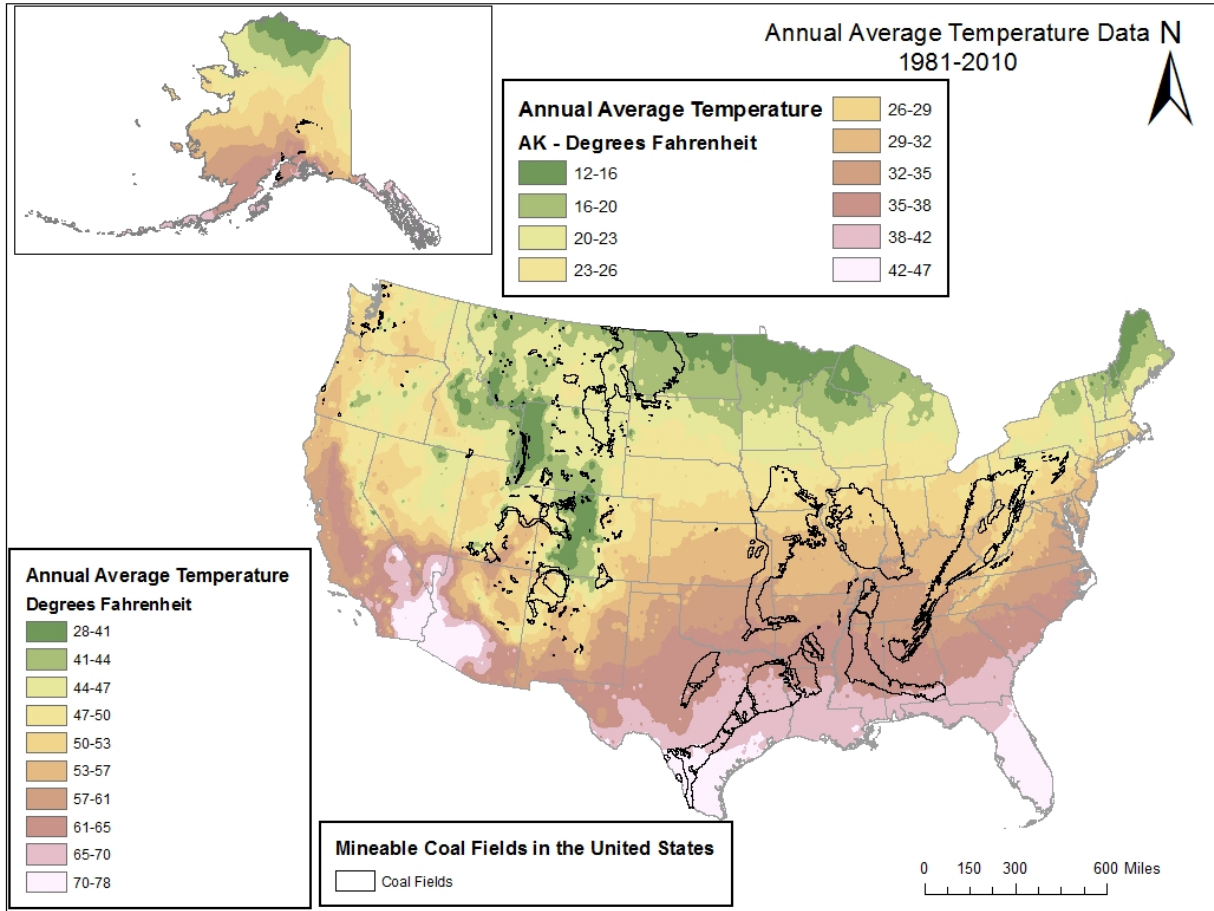 Annual Average Temperature Data N
1981-2010
Annual Average Temperature
AK - Degrees Fahrenheit
12-16
16-20
20-23
23-26
26-29
29-32
32-35
35-38
38-42
42-47
Annual Average Temperature
Degrees Fahrenheit
28-41
41-44
44-47
47-50
50-53
53-57
57-61
61-65
65-70
70-78
Mineable Coal Fields in the United States
Coal Fields
0 150 300 600 Miles